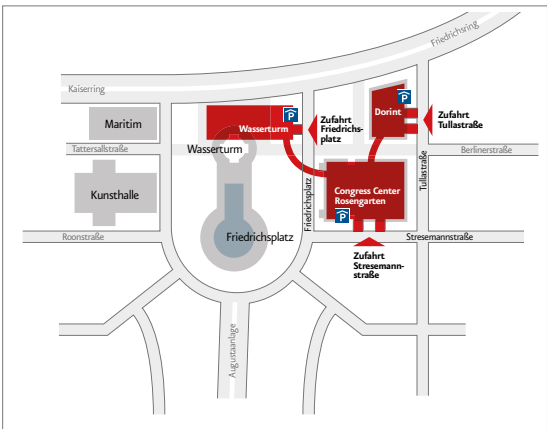 Friedrichsring
Kaiserring
P
P
Dorint
Maritim
Wasserturm
Zufahrt
Friedrichs-
platz
Zufahrt
Tullastraße
Tattersallstraße
Wasserturm
Berlinerstraße
Tullastraße
Kunsthalle
Friedrichsplatz
Congress Center
Rosengarten
P
Roonstraße
Friedrichsplatz
Stresemannstraße
Zufahrt
Stresemann-
straße
Augustaanlage